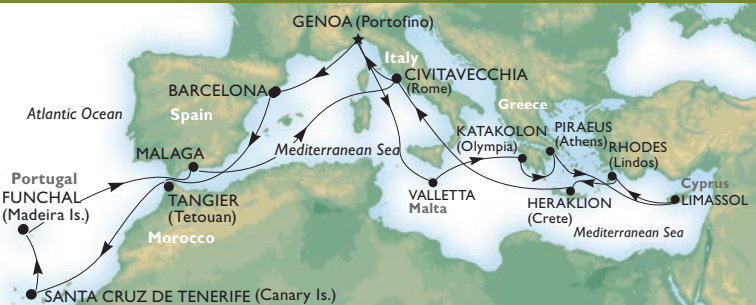 GENOA (Portofino)
Italy
CIVITAVECCHIA
(Rome)
BARCELONA
Spain
Atlantic Ocean
Greece
KATAKOLON
(Olympia)
PIRAEUS
(Athens)
RHODES
(Lindos)
MALAGA
Mediterranean Sea
Portugal
FUNCHAL
(Madeira Is.)
TANGIER
(Tetouan)
VALLETTA
Malta
HERAKLION
(Crete)
Cyprus
LIMASSOL
Mediterranean Sea
Morocco
SANTA CRUZ DE TENERIFE (Canary Is.)